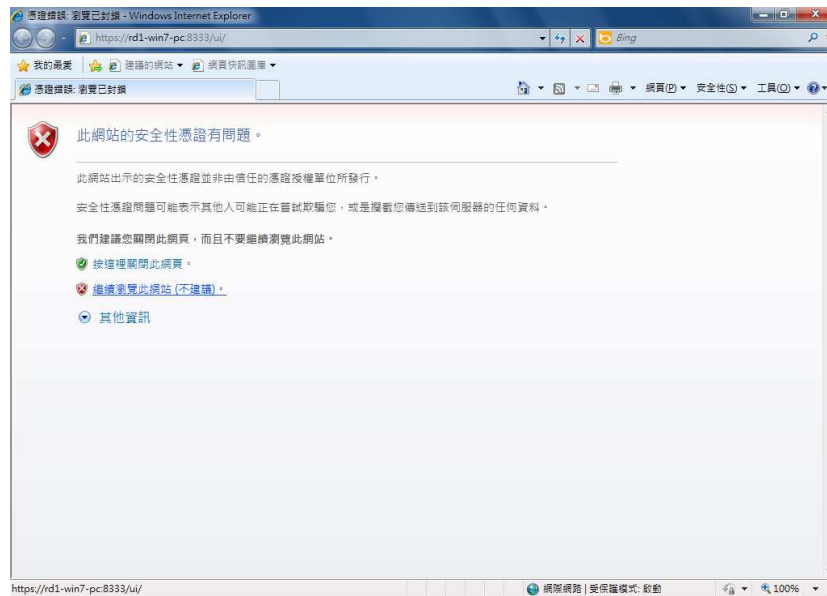 憑證錯誤: 瀏覽已封鎖 - Windows Internet Explorer
https://rd1-win7-pc:8333/ui/
Bing
我的最愛 建議的網站 網頁快訊圖庫
憑證錯誤: 瀏覽已封鎖 網頁(P) 安全性(S) 工具(O)
此網站的安全性憑證有問題。
此網站出示的安全性憑證並非由信任的憑證授權單位所發行。
安全性憑證問題可能表示其他人可能正在嘗試欺騙您，或是攔截您傳送到該伺服器的任何資料。
我們建議您關閉此網頁，而且不要繼續瀏覽此網站。
按這裡關閉此網頁。
繼續瀏覽此網站 (不建議)。
其他資訊
https://rd1-win7-pc:8333/ui/ 網際網路 | 受保護模式: 啟動 100%